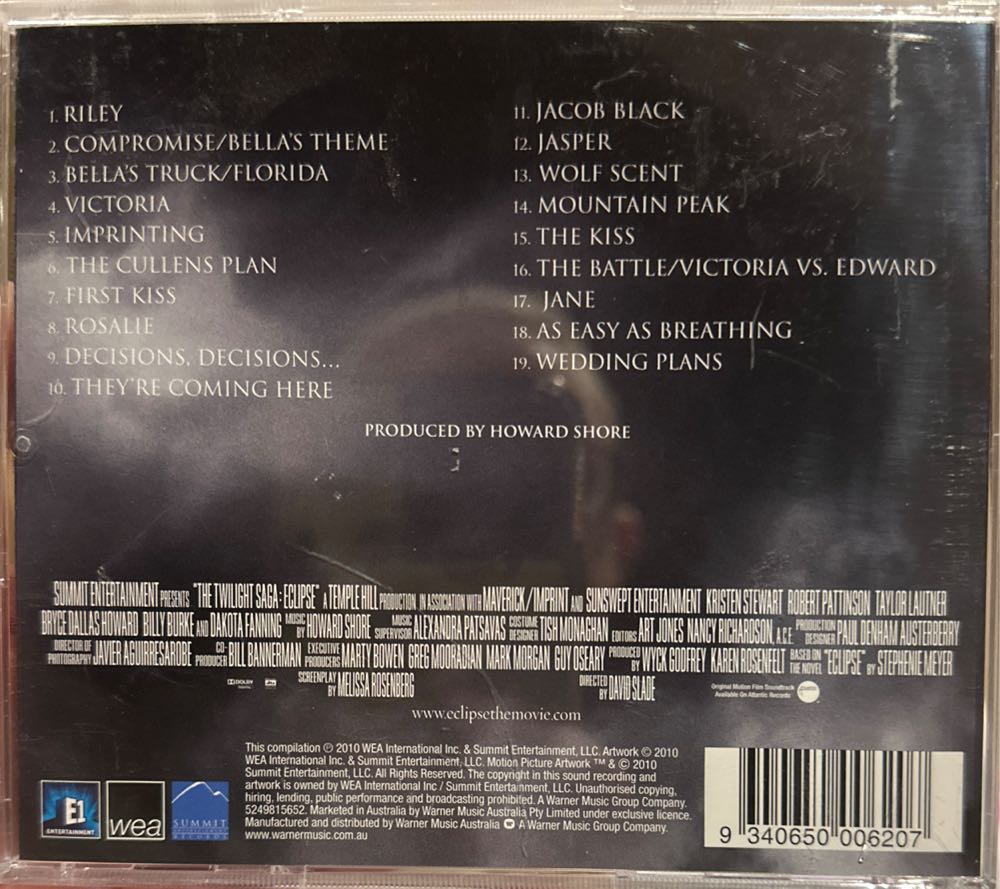 1. RILEY
2. COMPROMISE/BELLA'S THEME
3. BELLA'S TRUCK/FLORIDA
4. VICTORIA
5. IMPRINTING
6. THE CULLENS PLAN
7. FIRST KISS
8. ROSALIE
9. DECISIONS, DECISIONS...
10. THEY'RE COMING HERE
11. JACOB BLACK
12. JASPER
13. WOLF SCENT
14. MOUNTAIN PEAK
15. THE KISS
16. THE BATTLE/VICTORIA VS. EDWARD
17. JANE
18. AS EASY AS BREATHING
19. WEDDING PLANS
PRODUCED BY HOWARD SHORE
SUMMIT ENTERTAINMENT PRESENTS "THE TWILIGHT SAGA: ECLIPSE" A TEMPLE HILL PRODUCTION IN ASSOCIATION WITH MAVERICK/IMPRINT AND SUNSWEPT ENTERTAINMENT KRISTEN STEWART ROBERT PATTINSON TAYLOR LAUTNER
BRYCE DALLAS HOWARD BILLY BURKE AND DAKOTA FANNING MUSIC BY HOWARD SHORE MUSIC SUPERVISOR ALEXANDRA PATSAVAS COSTUME DESIGNER TISH MONAGHAN EDITORS ART JONES NANCY RICHARDSON, A.C.E. PRODUCTION DESIGNER PAUL DENHAM AUSTERBERRY
DIRECTOR OF PHOTOGRAPHY JAVIER AGUIRRESAROBE CO-PRODUCER BILL BANNERMAN EXECUTIVE PRODUCERS MARTY BOWEN GREG MOORADIAN MARK MORGAN GUY OSEARY PRODUCED BY WYCK GODFREY KAREN ROSENFELT BASED ON THE NOVEL "ECLIPSE" BY STEPHENIE MEYER
DOLBY DIGITAL dts SCREENPLAY BY MELISSA ROSENBERG DIRECTED BY DAVID SLADE Original Motion Film Soundtrack Available On Atlantic Records
www.eclipsethemovie.com
This compilation ℗ 2010 WEA International Inc. & Summit Entertainment, LLC. Artwork © 2010
WEA International Inc. & Summit Entertainment, LLC. Motion Picture Artwork ™ & © 2010
Summit Entertainment, LLC. All Rights Reserved. The copyright in this sound recording and
artwork is owned by WEA International Inc / Summit Entertainment, LLC. Unauthorised copying,
hiring, lending, public performance and broadcasting prohibited. A Warner Music Group Company.
5249815652. Marketed in Australia by Warner Music Australia Pty Limited under exclusive licence.
Manufactured and distributed by Warner Music Australia A Warner Music Group Company.
www.warnermusic.com.au
E1
ENTERTAINMENT
wea
SUMMIT
RECORDS
9 340650 006207